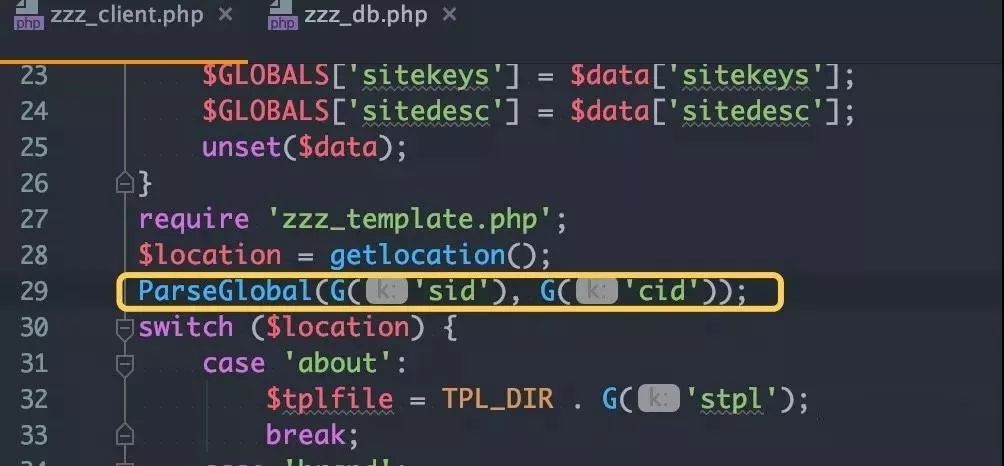 php zzz_client.php × php zzz_db.php ×
23 $GLOBALS['sitekeys'] = $data['sitekeys'];
24 $GLOBALS['sitedesc'] = $data['sitedesc'];
25 unset($data);
26 }
27 require 'zzz_template.php';
28 $location = getlocation();
29 ParseGlobal(G( k: 'sid'), G( k: 'cid'));
30 switch ($location) {
31 case 'about':
32 $tplfile = TPL_DIR . G( k: 'stpl');
33 break;